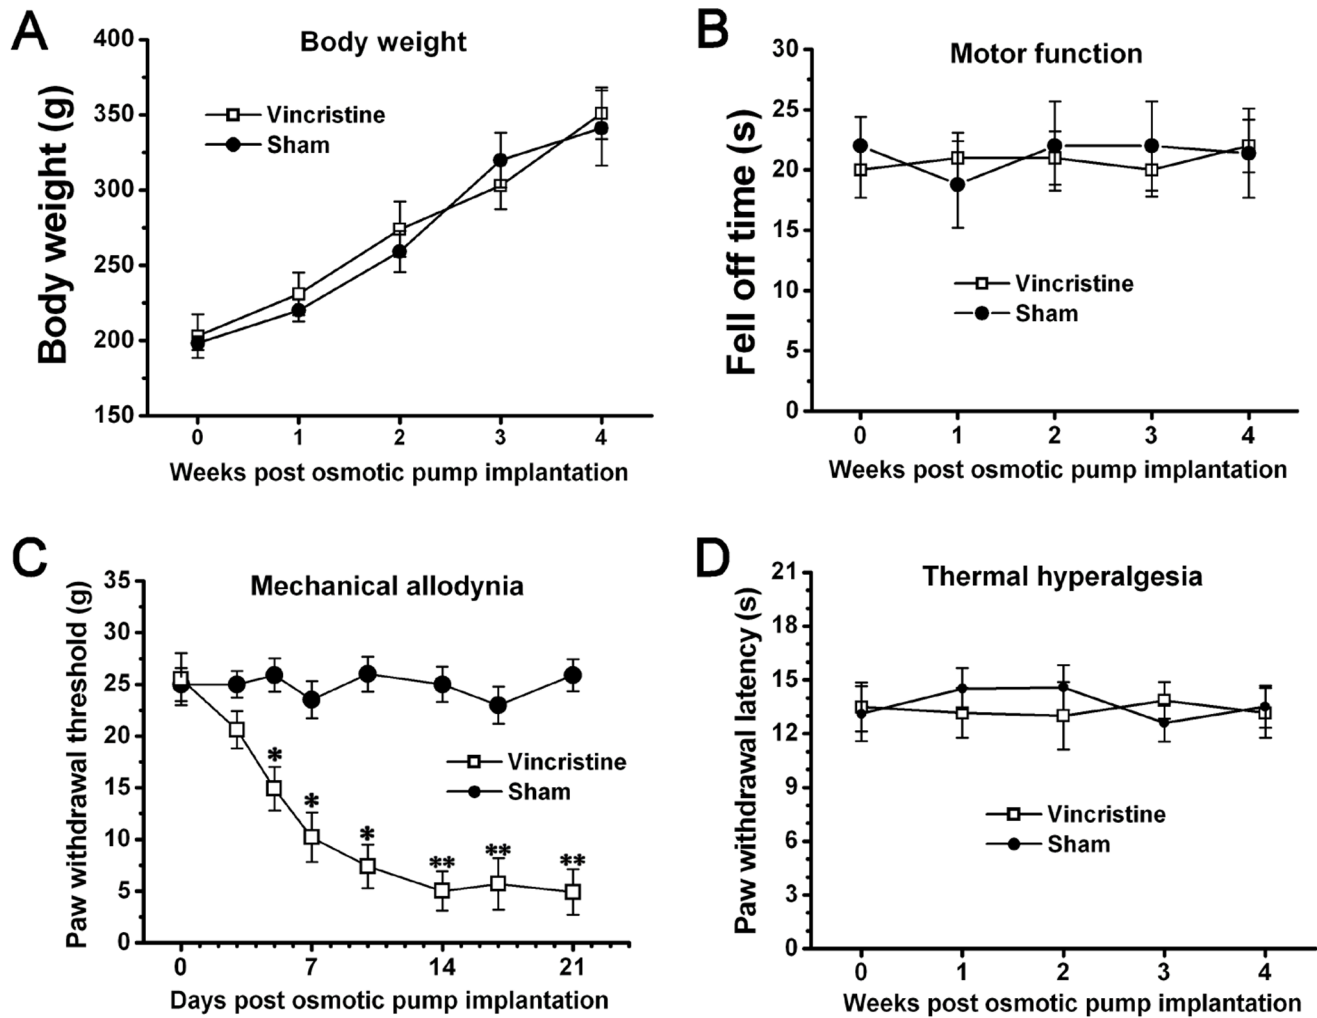 A
Body weight
Body weight (g)
400
350
300
250
200
150
Vincristine
Sham
0 1 2 3 4
Weeks post osmotic pump implantation
B
Motor function
Fell off time (s)
30
25
20
15
10
5
0
Vincristine
Sham
0 1 2 3 4
Weeks post osmotic pump implantation
C
Mechanical allodynia
Paw withdrawal threshold (g)
35
30
25
20
15
10
5
0
Vincristine
Sham
*
*
*
**
**
**
0 7 14 21
Days post osmotic pump implantation
D
Thermal hyperalgesia
Paw withdrawal latency (s)
21
18
15
12
9
6
3
0
Vincristine
Sham
0 1 2 3 4
Weeks post osmotic pump implantation